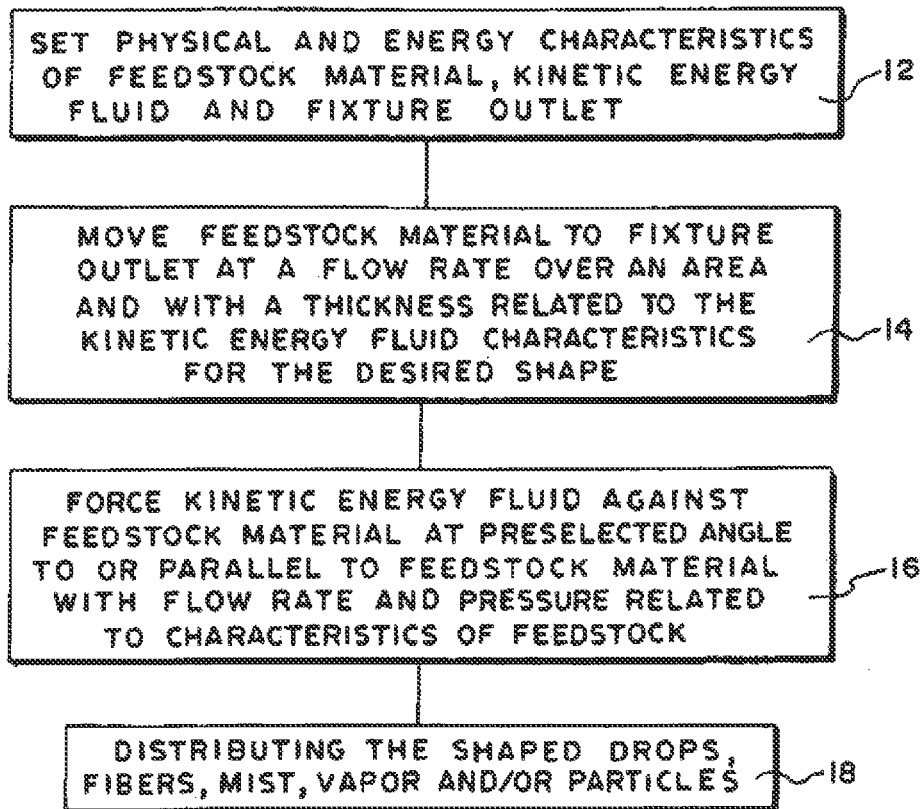 SET PHYSICAL AND ENERGY CHARACTERISTICS
OF FEEDSTOCK MATERIAL, KINETIC ENERGY
FLUID AND FIXTURE OUTLET
12
MOVE FEEDSTOCK MATERIAL TO FIXTURE
OUTLET AT A FLOW RATE OVER AN AREA
AND WITH A THICKNESS RELATED TO THE
KINETIC ENERGY FLUID CHARACTERISTICS
FOR THE DESIRED SHAPE
14
FORCE KINETIC ENERGY FLUID AGAINST
FEEDSTOCK MATERIAL AT PRESELECTED ANGLE
TO OR PARALLEL TO FEEDSTOCK MATERIAL
WITH FLOW RATE AND PRESSURE RELATED
TO CHARACTERISTICS OF FEEDSTOCK
16
DISTRIBUTING THE SHAPED DROPS,
FIBERS, MIST, VAPOR AND/OR PARTICLES
18